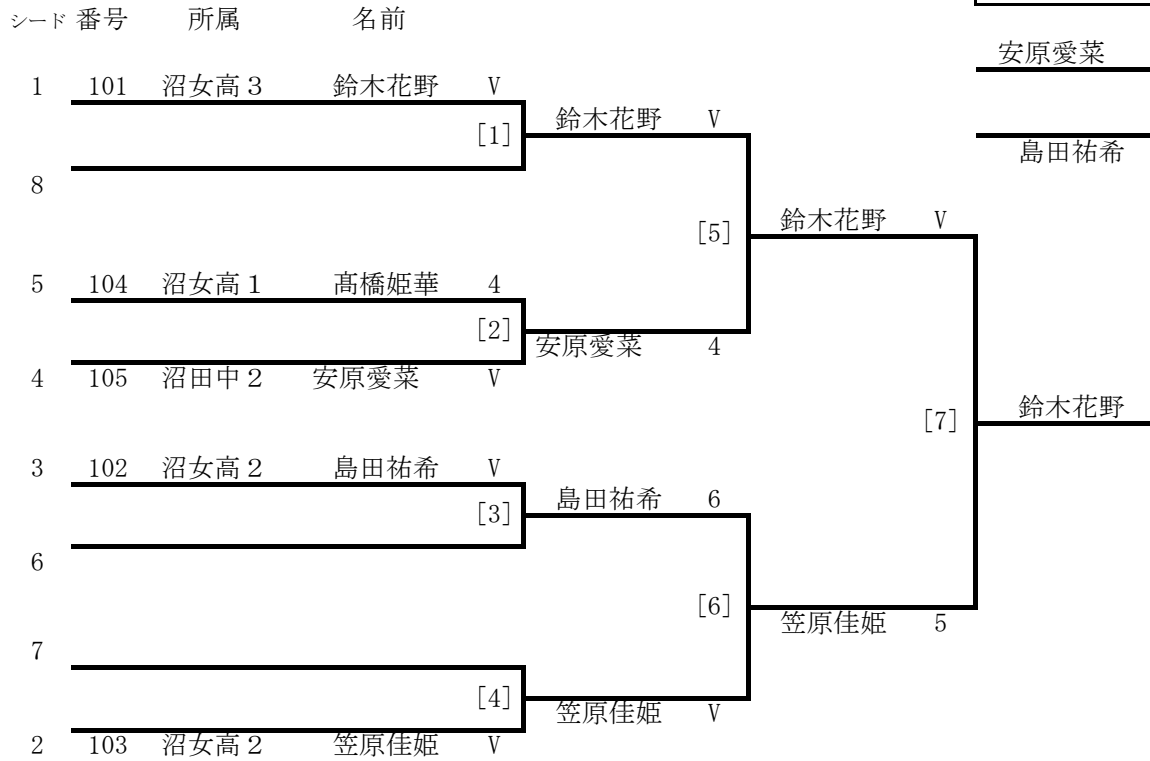 シード 番号 所属 名前
安原愛菜
1 101 沼女高３ 鈴木花野 V
鈴木花野 V
[1]
島田祐希
8
鈴木花野 V
[5]
5 104 沼女高１ 髙橋姫華 4
[2]
安原愛菜 4
4 105 沼田中２ 安原愛菜 V
鈴木花野
[7]
3 102 沼女高２ 島田祐希 V
島田祐希 6
[3]
6
[6]
笠原佳姫 5
7
[4]
笠原佳姫 V
2 103 沼女高２ 笠原佳姫 V